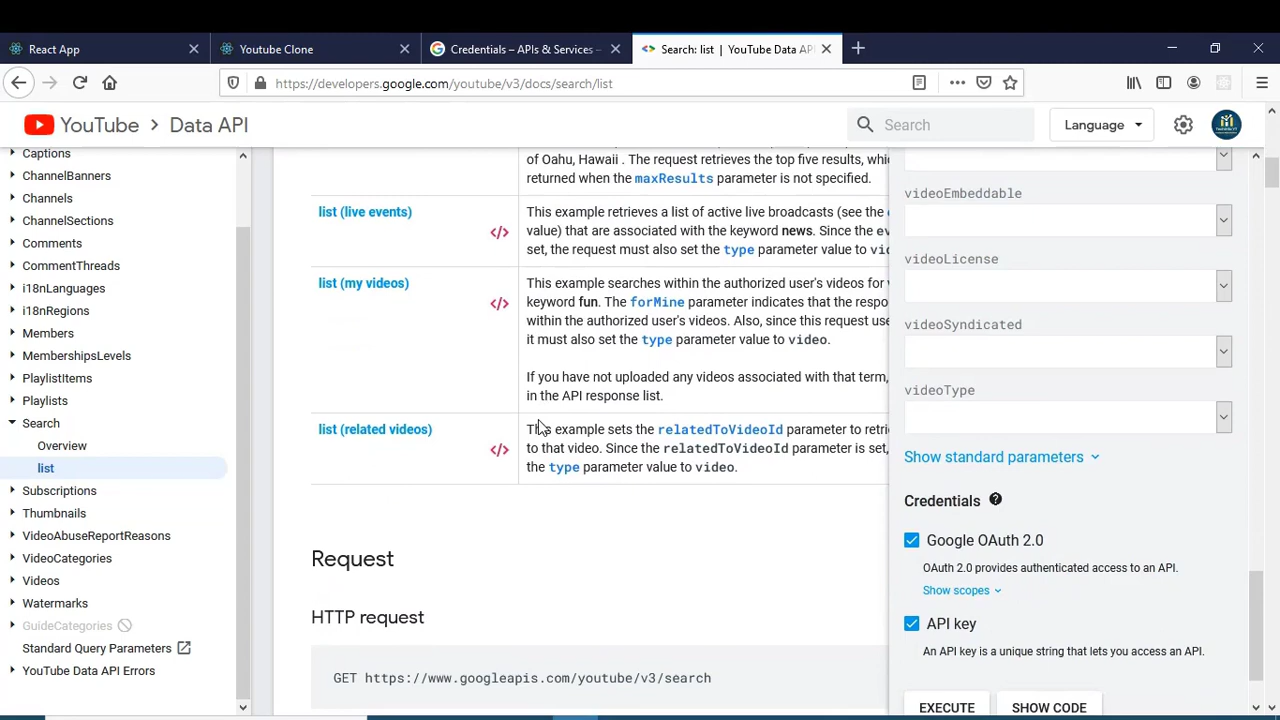 React App
Youtube Clone
Credentials – APIs & Services –
Search: list | YouTube Data API
https://developers.google.com/youtube/v3/docs/search/list
YouTube > Data API
Search
Language
Captions
ChannelBanners
Channels
ChannelSections
Comments
CommentThreads
i18nLanguages
i18nRegions
Members
MembershipsLevels
PlaylistItems
Playlists
Search
Overview
list
Subscriptions
Thumbnails
VideoAbuseReportReasons
VideoCategories
Videos
Watermarks
GuideCategories
Standard Query Parameters
YouTube Data API Errors
of Oahu, Hawaii . The request retrieves the top five results, whic
returned when the maxResults parameter is not specified.
list (live events)
</>
This example retrieves a list of active live broadcasts (see the
value) that are associated with the keyword news. Since the ev
set, the request must also set the type parameter value to vid
list (my videos)
</>
This example searches within the authorized user's videos for v
keyword fun. The forMine parameter indicates that the respo
within the authorized user's videos. Also, since this request use
it must also set the type parameter value to video.
If you have not uploaded any videos associated with that term,
in the API response list.
list (related videos)
</>
This example sets the relatedToVideoId parameter to retrie
to that video. Since the relatedToVideoId parameter is set,
the type parameter value to video.
Request
HTTP request
GET https://www.googleapis.com/youtube/v3/search
videoEmbeddable
videoLicense
videoSyndicated
videoType
Show standard parameters
Credentials
Google OAuth 2.0
OAuth 2.0 provides authenticated access to an API.
Show scopes
API key
An API key is a unique string that lets you access an API.
EXECUTE
SHOW CODE